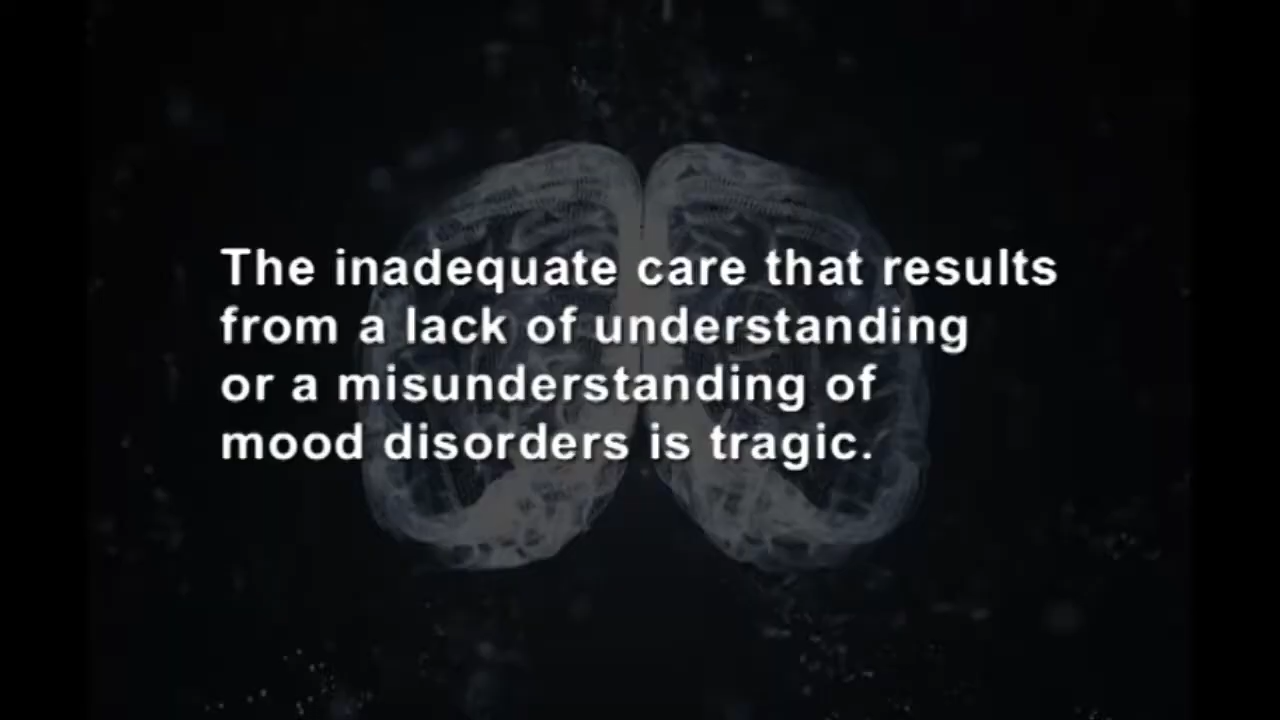 The inadequate care that results
from a lack of understanding
or a misunderstanding of
mood disorders is tragic.